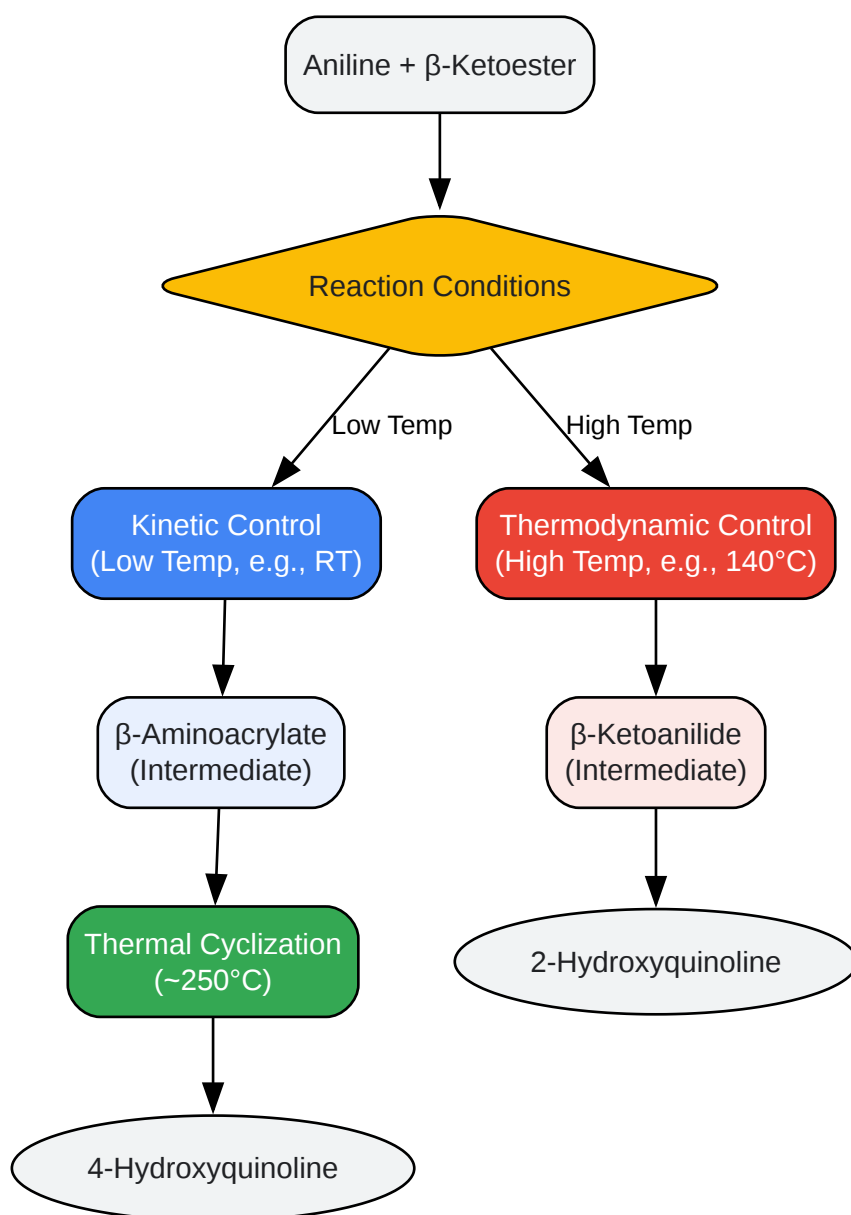 Aniline + β-Ketoester
Reaction Conditions
Low Temp
High Temp
Kinetic Control
(Low Temp, e.g., RT)
Thermodynamic Control
(High Temp, e.g., 140°C)
β-Aminoacrylate
(Intermediate)
β-Ketoanilide
(Intermediate)
Thermal Cyclization
(~250°C)
2-Hydroxyquinoline
4-Hydroxyquinoline